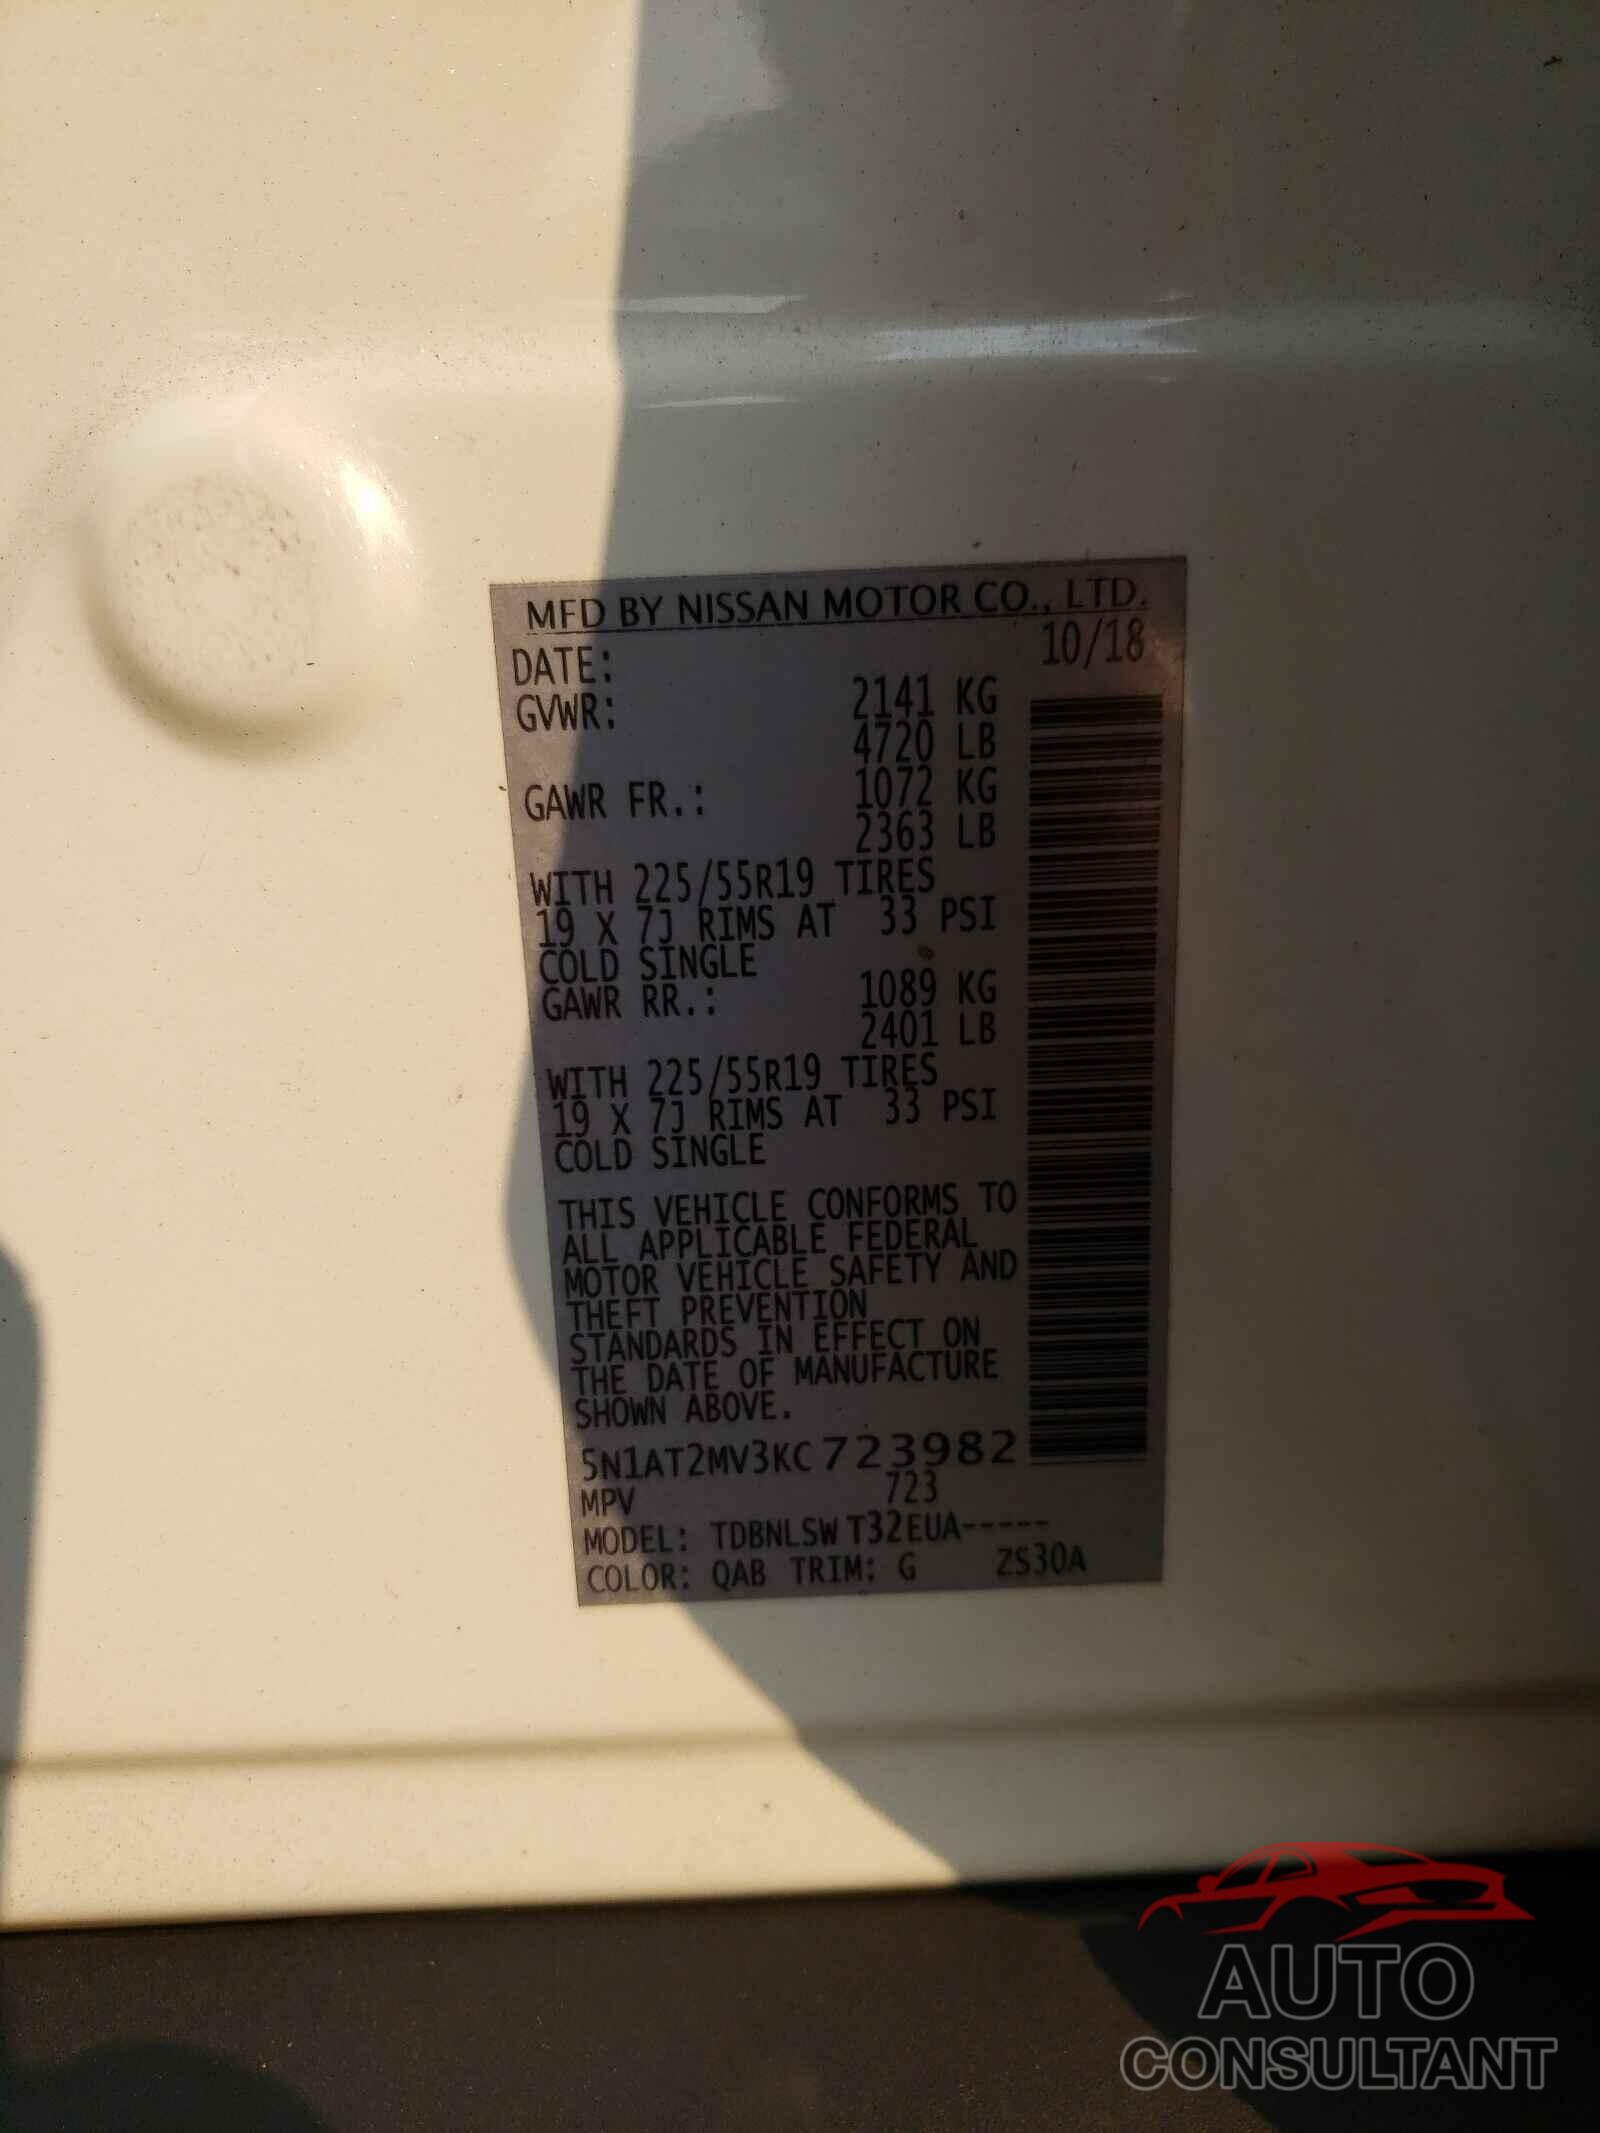 MFD BY NISSAN MOTOR CO., LTD.
DATE: 10/18
GVWR: 2141 KG
4720 LB
GAWR FR.: 1072 KG
2363 LB
WITH 225/55R19 TIRES
19 X 7J RIMS AT 33 PSI
COLD SINGLE
GAWR RR.: 1089 KG
2401 LB
WITH 225/55R19 TIRES
19 X 7J RIMS AT 33 PSI
COLD SINGLE
THIS VEHICLE CONFORMS TO
ALL APPLICABLE FEDERAL
MOTOR VEHICLE SAFETY AND
THEFT PREVENTION
STANDARDS IN EFFECT ON
THE DATE OF MANUFACTURE
SHOWN ABOVE.
5N1AT2MV3KC723982
MPV 723
MODEL: TDBNLSW T32EUA-----
COLOR: QAB TRIM: G ZS30A
AUTO
CONSULTANT